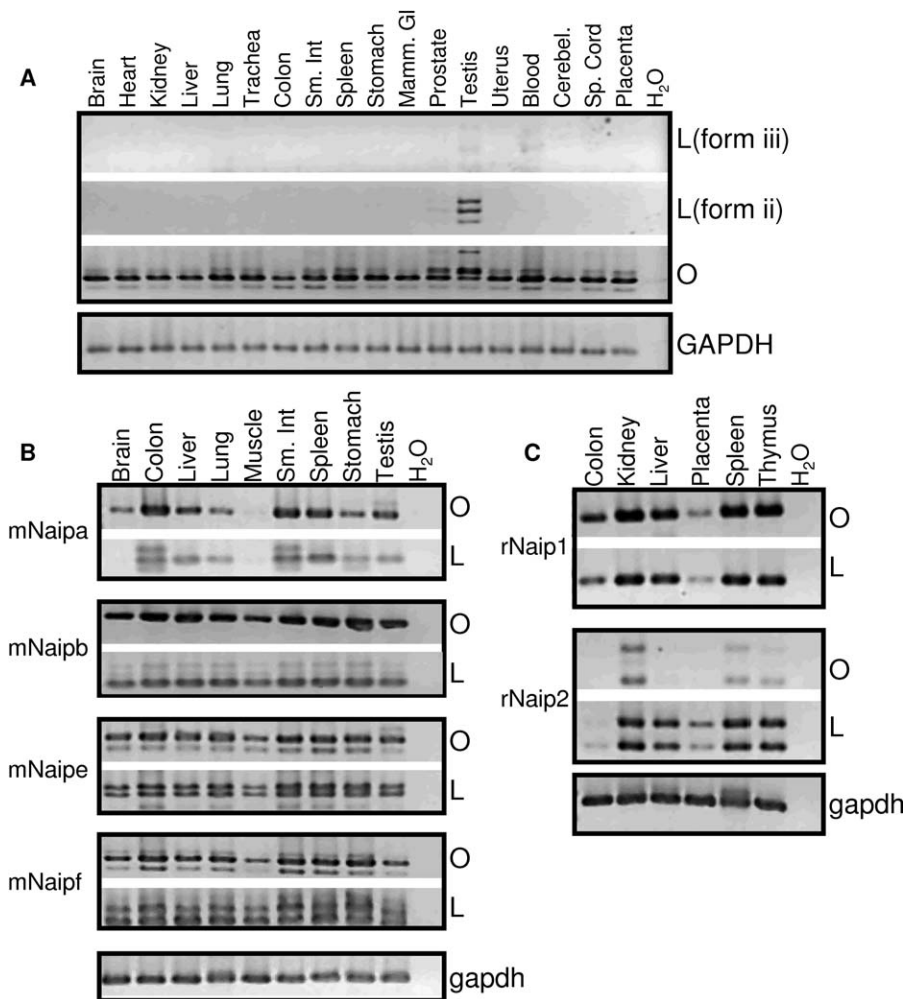 A
Brain
Heart
Kidney
Liver
Lung
Trachea
Colon
Sm. Int
Spleen
Stomach
Mamm. Gl
Prostate
Testis
Uterus
Blood
Cerebel.
Sp. Cord
Placenta
H₂O
L(form iii)
L(form ii)
O
GAPDH
B
Brain
Colon
Liver
Lung
Muscle
Sm. Int
Spleen
Stomach
Testis
H₂O
mNaipa
O
L
mNaipb
O
L
mNaipe
O
L
mNaipf
O
L
gapdh
C
Colon
Kidney
Liver
Placenta
Spleen
Thymus
H₂O
rNaip1
O
L
rNaip2
O
L
gapdh